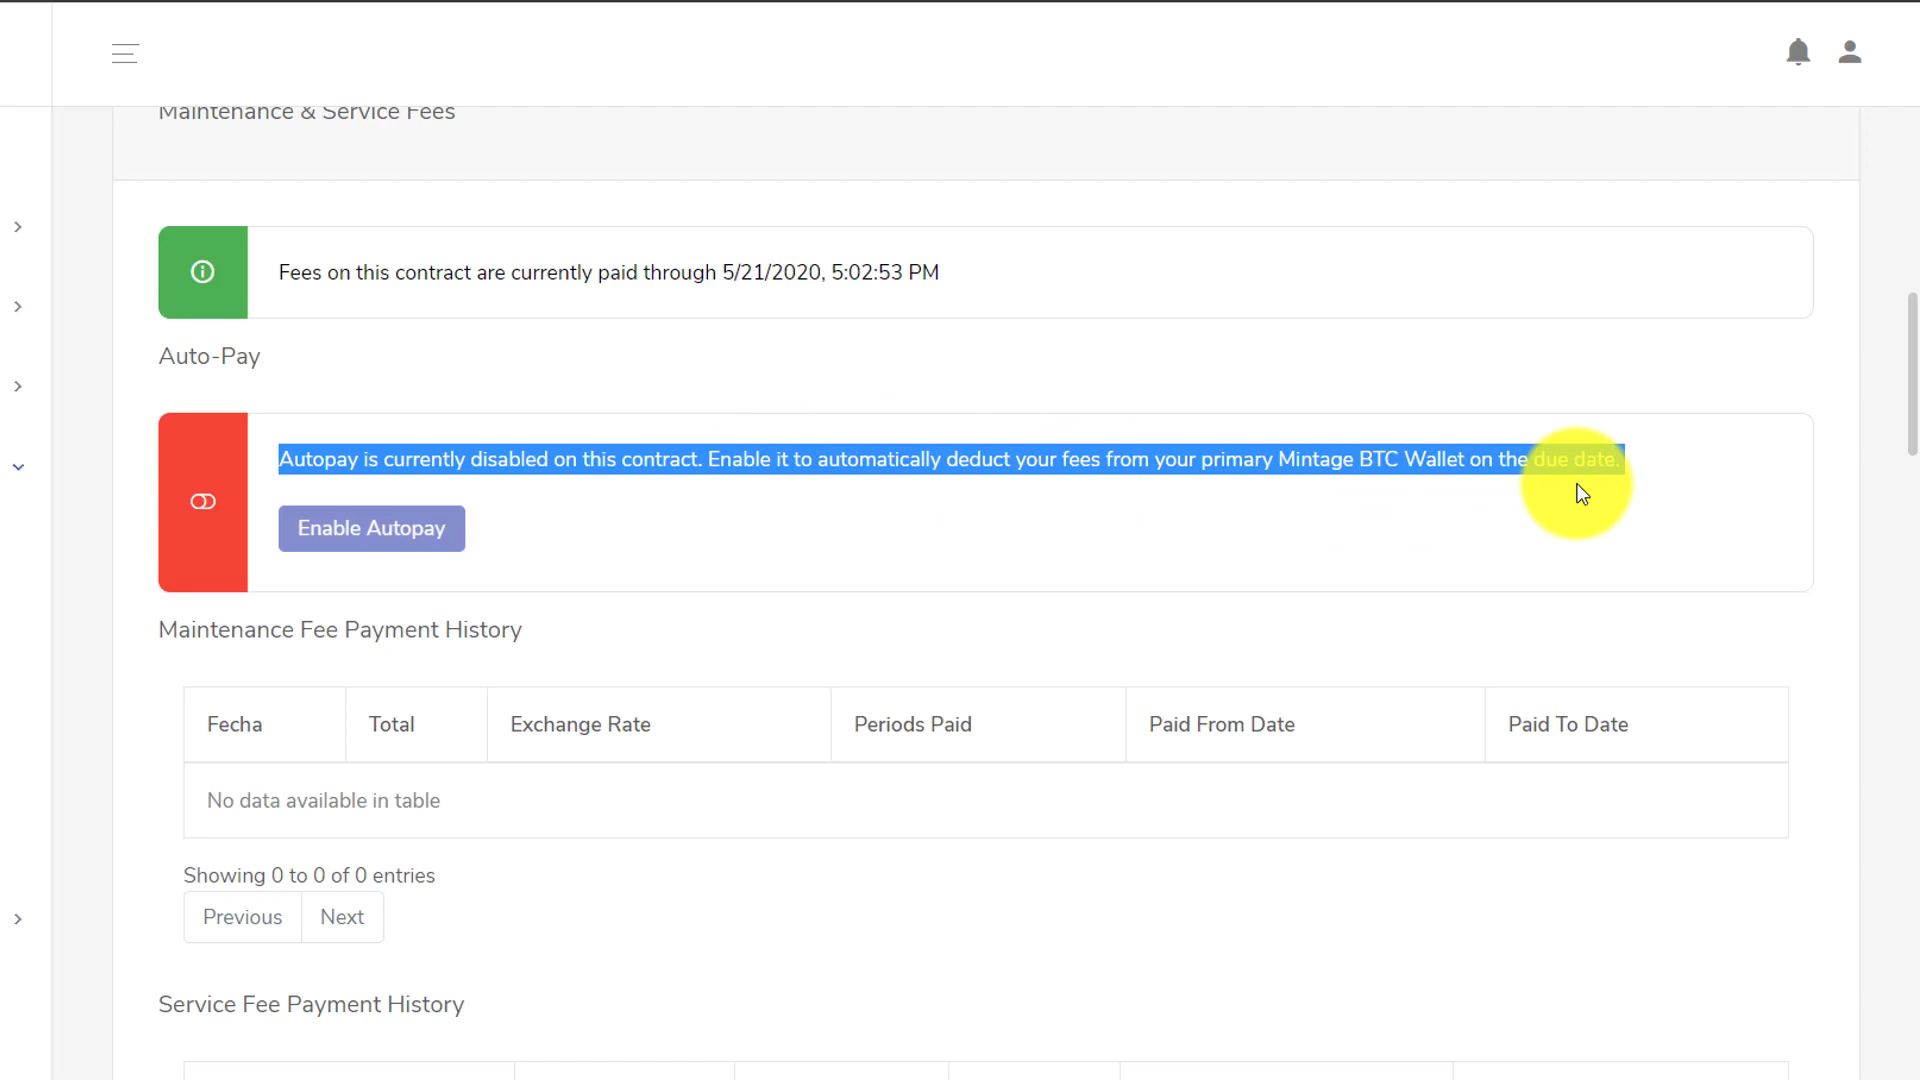 Maintenance & Service Fees
Fees on this contract are currently paid through 5/21/2020, 5:02:53 PM
Auto-Pay
Autopay is currently disabled on this contract. Enable it to automatically deduct your fees from your primary Mintage BTC Wallet on the due date.
Enable Autopay
Maintenance Fee Payment History
Fecha Total Exchange Rate Periods Paid Paid From Date Paid To Date
No data available in table
Showing 0 to 0 of 0 entries
Previous Next
Service Fee Payment History